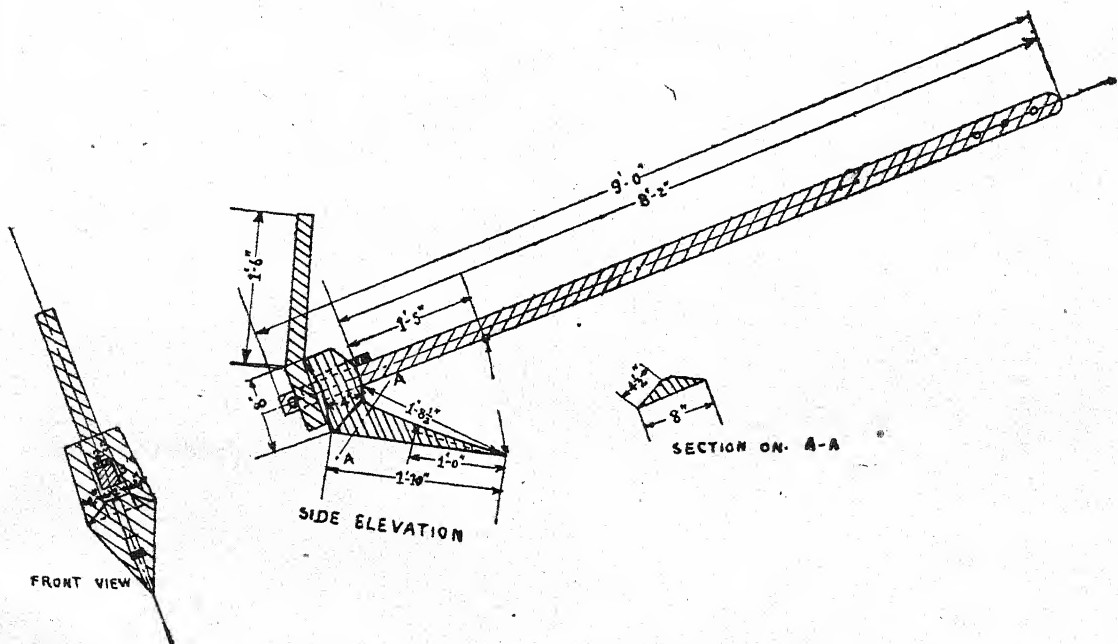 9'-0"
8'-2"
1'-6"
1'-5"
8"
4"
A
1'-8½"
A
1'-0"
1'-10"
SIDE ELEVATION
4½"
8"
SECTION ON. A-A
FRONT VIEW